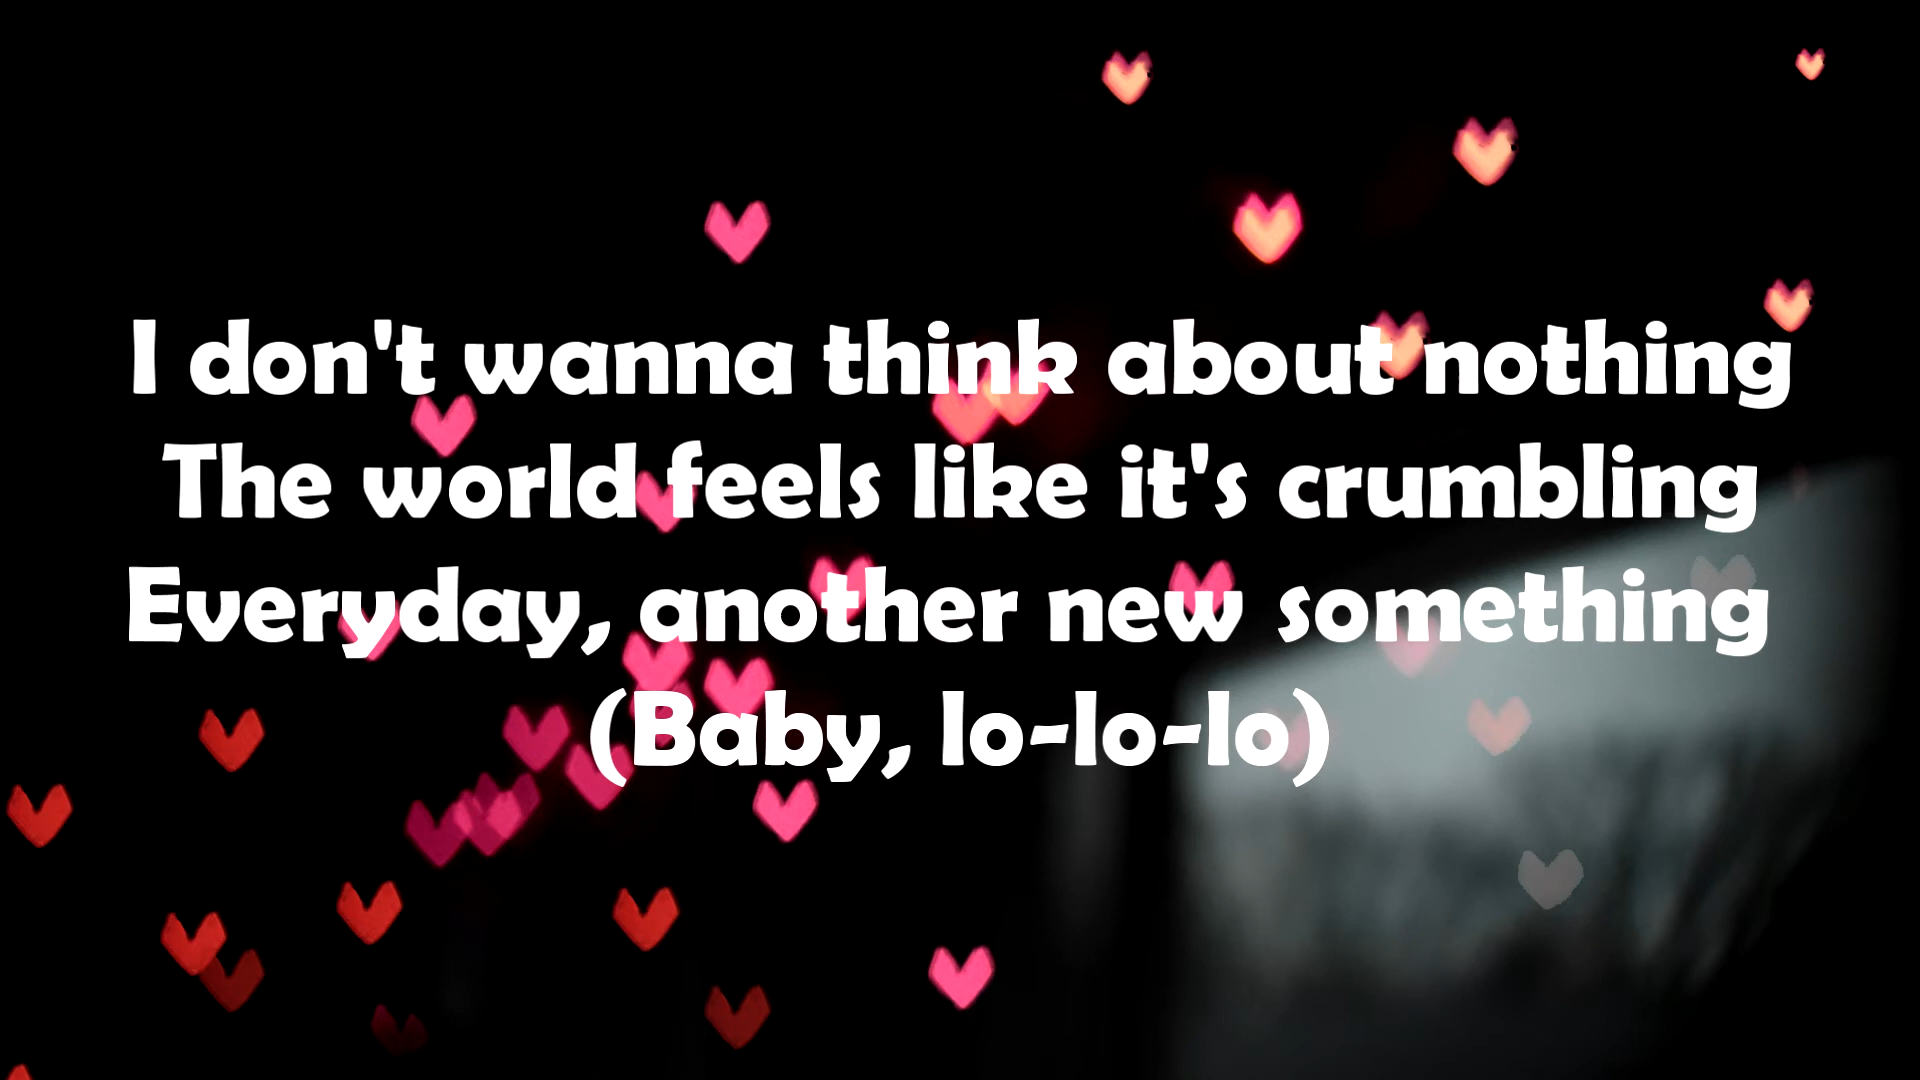 I don't wanna think about nothing
The world feels like it's crumbling
Everyday, another new something
(Baby, lo-lo-lo)